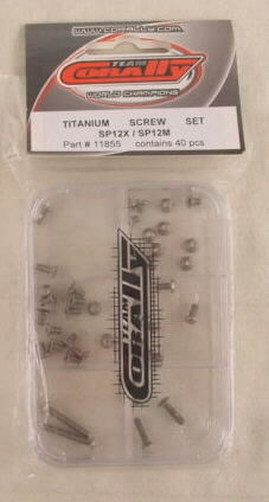 www.corally.com
TEAM
CORALLY
WORLD CHAMPIONS
TITANIUM SCREW SET
SP12X / SP12M
Part # 11855 contains 40 pcs
TEAM
CORALLY